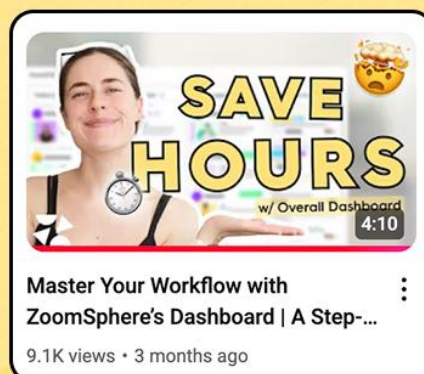 SAVE
HOURS
w/ Overall Dashboard
4:10
Master Your Workflow with
ZoomSphere's Dashboard | A Step-...
9.1K views • 3 months ago